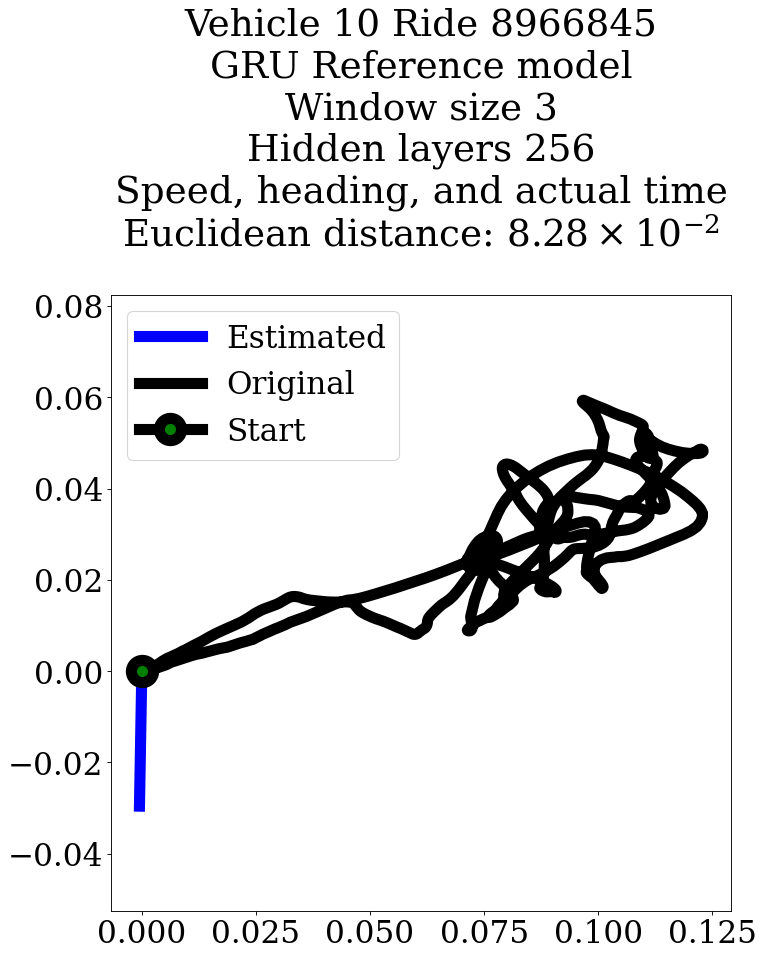 Vehicle 10 Ride 8966845
GRU Reference model
Window size 3
Hidden layers 256
Speed, heading, and actual time
Euclidean distance: 8.28 × 10⁻²
0.08
0.06
0.04
0.02
0.00
−0.02
−0.04
Estimated
Original
Start
0.000 0.025 0.050 0.075 0.100 0.125